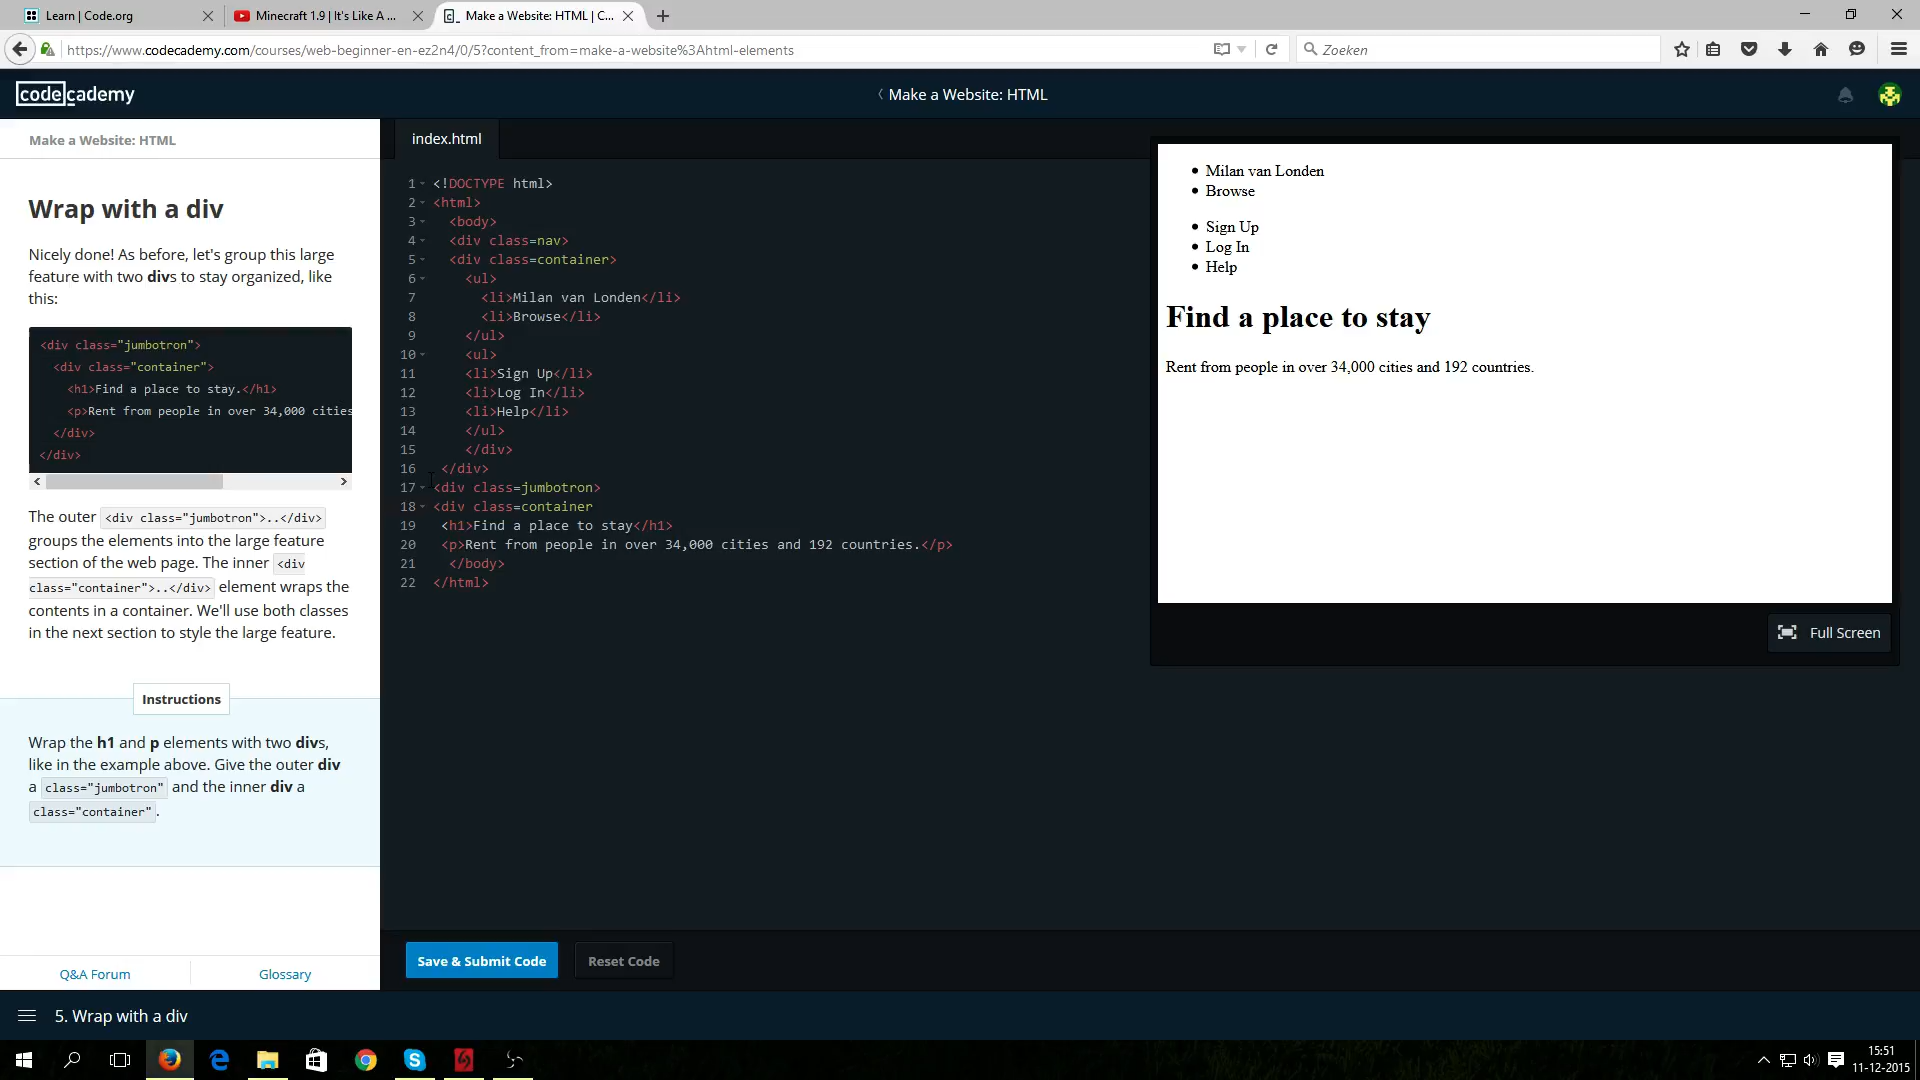 Learn | Code.org
Minecraft 1.9 | It's Like A ...
Make a Website: HTML | C...
https://www.codecademy.com/courses/web-beginner-en-ez2n4/0/5?content_from=make-a-website%3Ahtml-elements
Zoeken
codecademy
Make a Website: HTML
Make a Website: HTML
Wrap with a div
Nicely done! As before, let's group this large
feature with two divs to stay organized, like
this:
<div class="jumbotron">
<div class="container">
<h1>Find a place to stay.</h1>
<p>Rent from people in over 34,000 cities
</div>
</div>
The outer <div class="jumbotron">..</div>
groups the elements into the large feature
section of the web page. The inner <div
class="container">..</div> element wraps the
contents in a container. We'll use both classes
in the next section to style the large feature.
Instructions
Wrap the h1 and p elements with two divs,
like in the example above. Give the outer div
a class="jumbotron" and the inner div a
class="container".
Q&A Forum
Glossary
index.html
1 <!DOCTYPE html>
2 <html>
3 <body>
4 <div class=nav>
5 <div class=container>
6 <ul>
7 <li>Milan van Londen</li>
8 <li>Browse</li>
9 </ul>
10 <ul>
11 <li>Sign Up</li>
12 <li>Log In</li>
13 <li>Help</li>
14 </ul>
15 </div>
16 </div>
17 <div class=jumbotron>
18 <div class=container
19 <h1>Find a place to stay</h1>
20 <p>Rent from people in over 34,000 cities and 192 countries.</p>
21 </body>
22 </html>
Save & Submit Code
Reset Code
• Milan van Londen
• Browse
• Sign Up
• Log In
• Help
Find a place to stay
Rent from people in over 34,000 cities and 192 countries.
Full Screen
5. Wrap with a div
15:51
11-12-2015